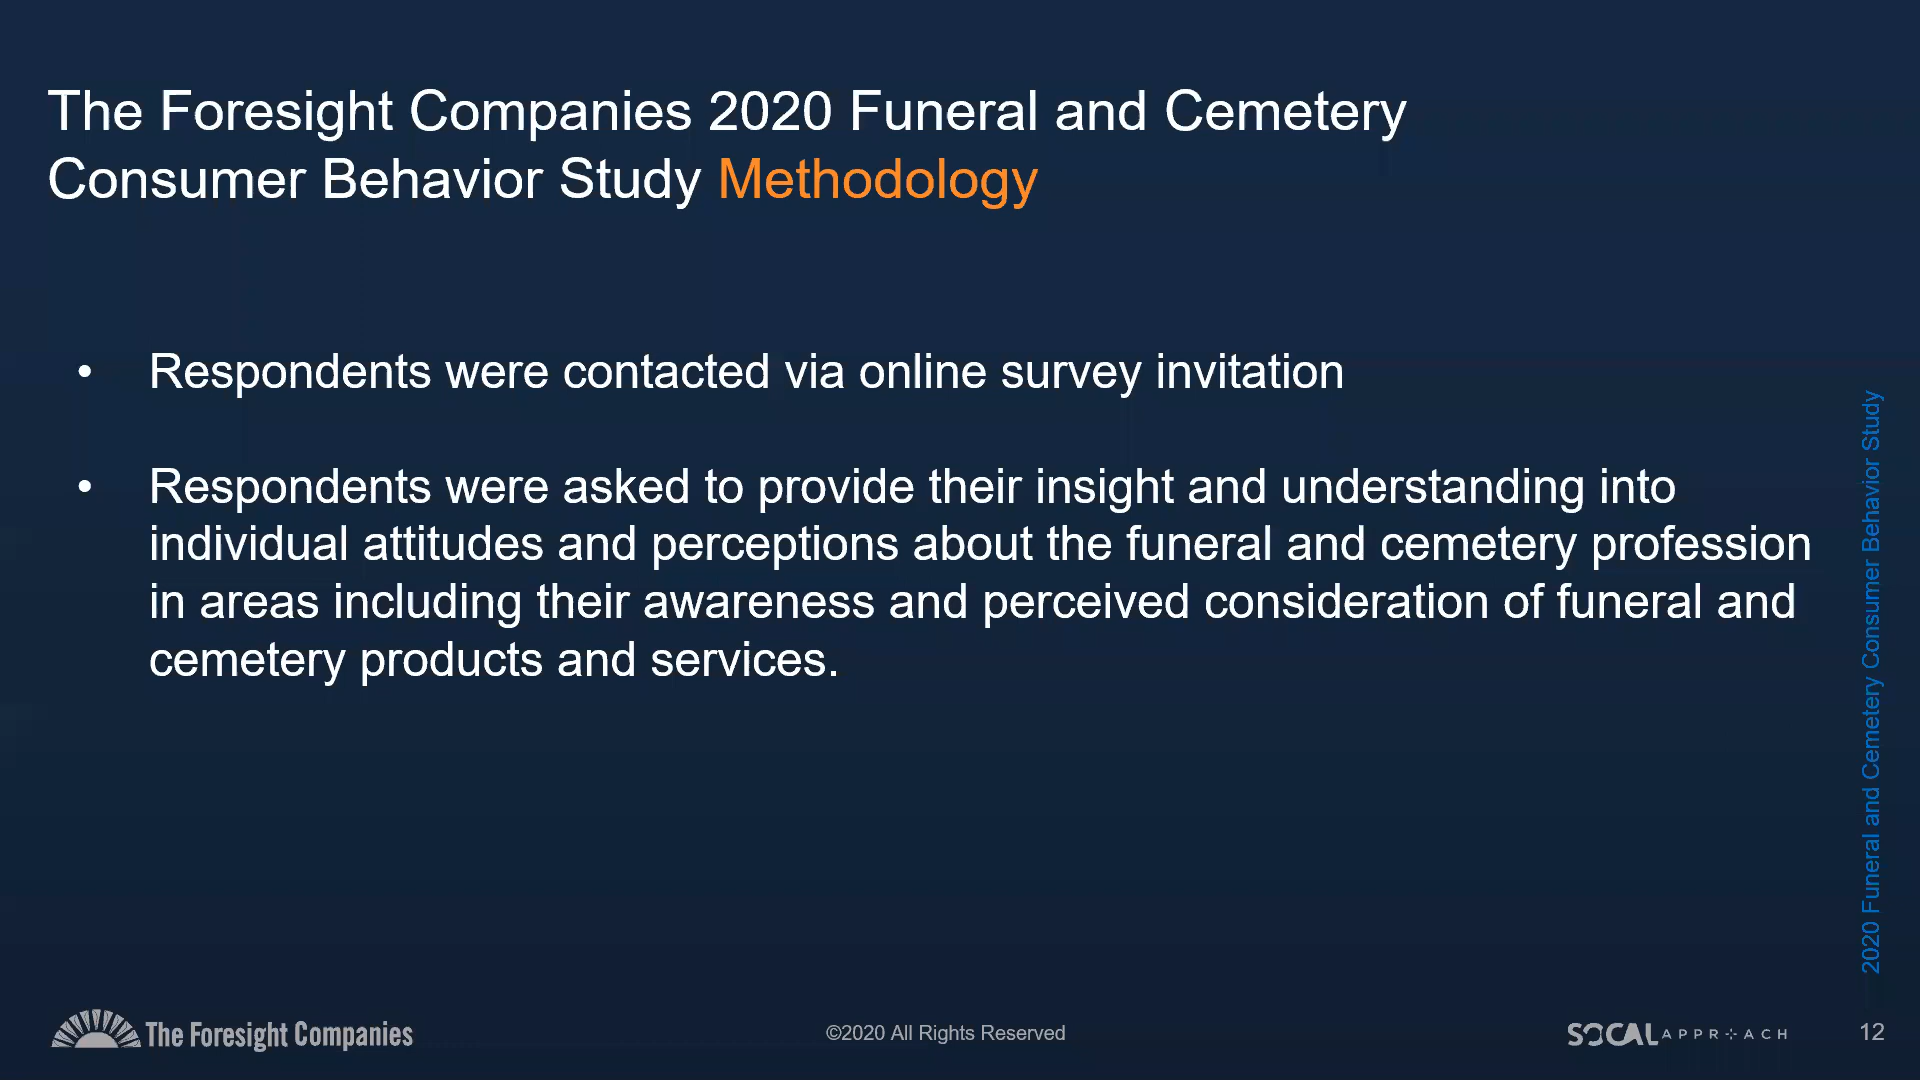 The Foresight Companies 2020 Funeral and Cemetery
Consumer Behavior Study Methodology
• Respondents were contacted via online survey invitation
• Respondents were asked to provide their insight and understanding into
individual attitudes and perceptions about the funeral and cemetery profession
in areas including their awareness and perceived consideration of funeral and
cemetery products and services.
2020 Funeral and Cemetery Consumer Behavior Study
The Foresight Companies
©2020 All Rights Reserved
SOCAL APPROACH
12